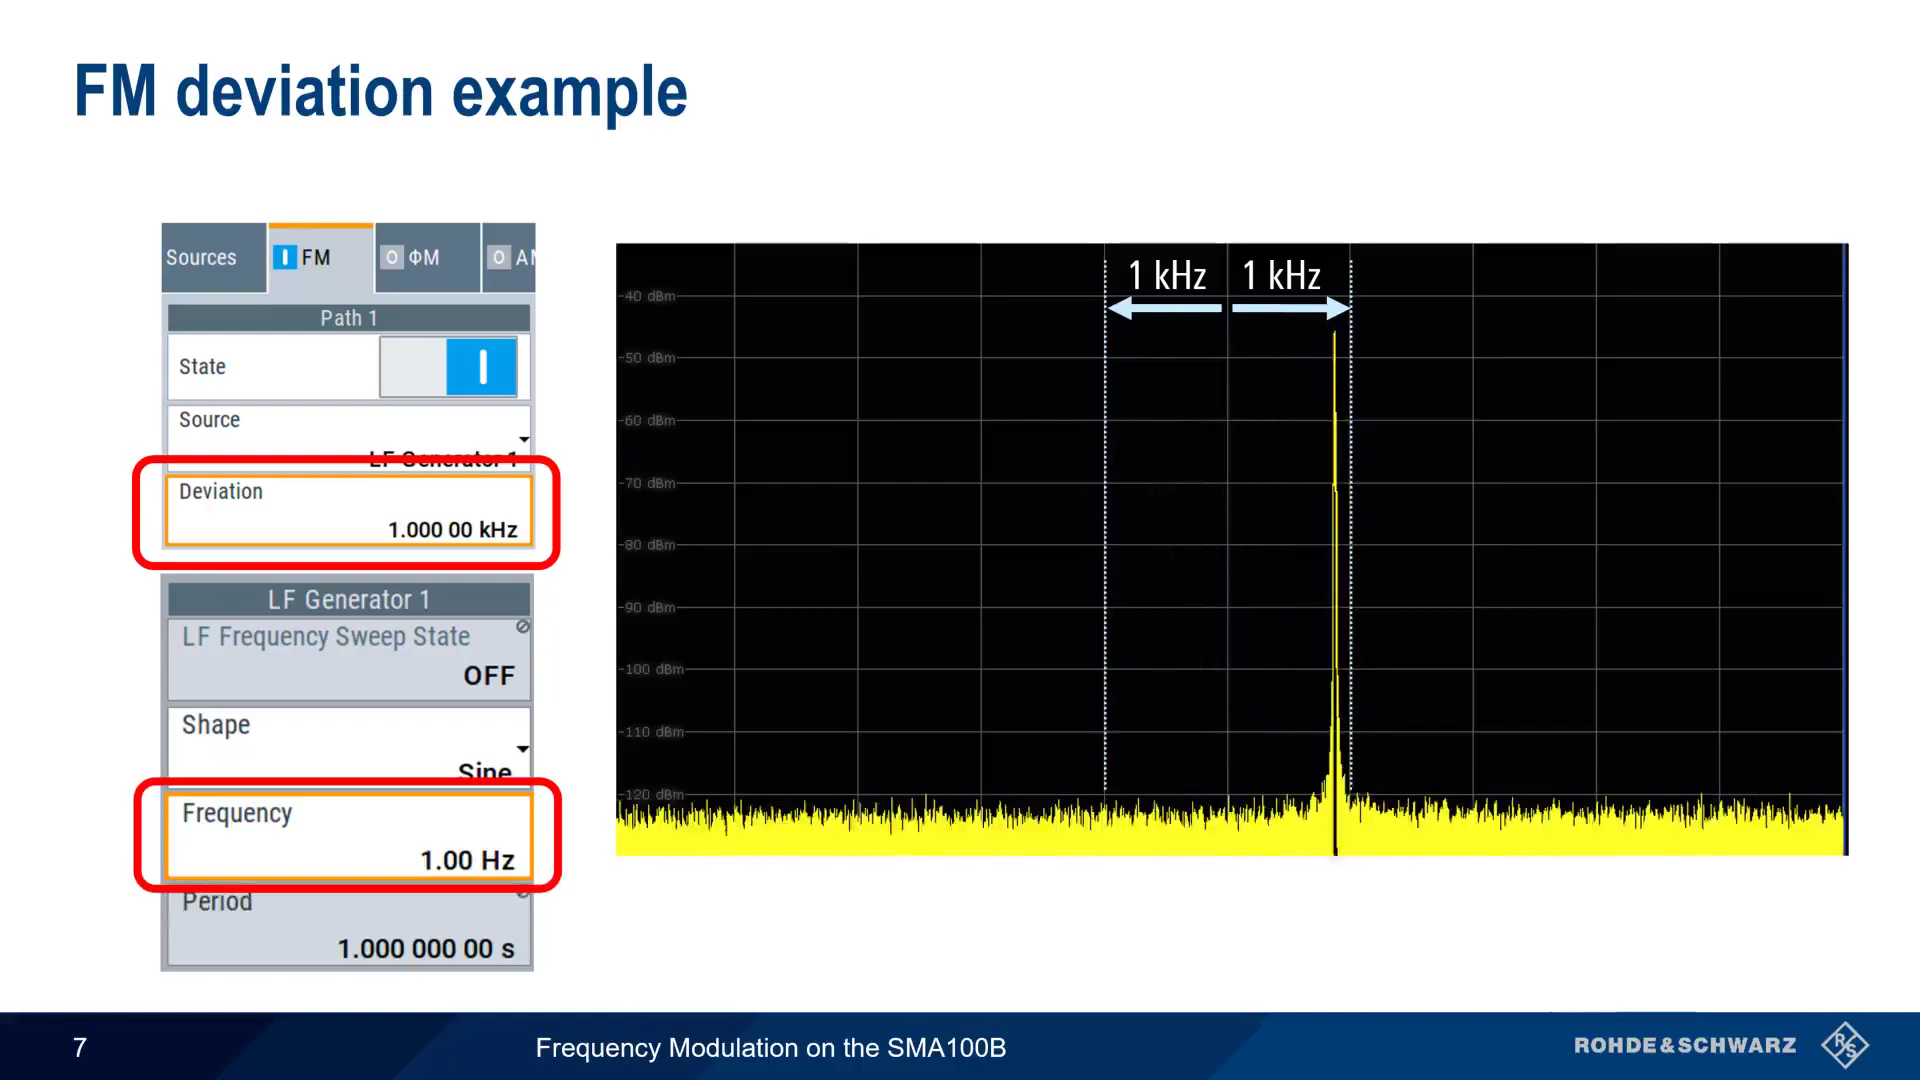 FM deviation example
Sources FM ΦM AM
Path 1
State
Source
LF Generator 1
Deviation
1.000 00 kHz
LF Generator 1
LF Frequency Sweep State
OFF
Shape
Sine
Frequency
1.00 Hz
Period
1.000 000 00 s
1 kHz 1 kHz
-40 dBm
-50 dBm
-60 dBm
-70 dBm
-80 dBm
-90 dBm
-100 dBm
-110 dBm
-120 dBm
7
Frequency Modulation on the SMA100B
ROHDE&SCHWARZ
R&S